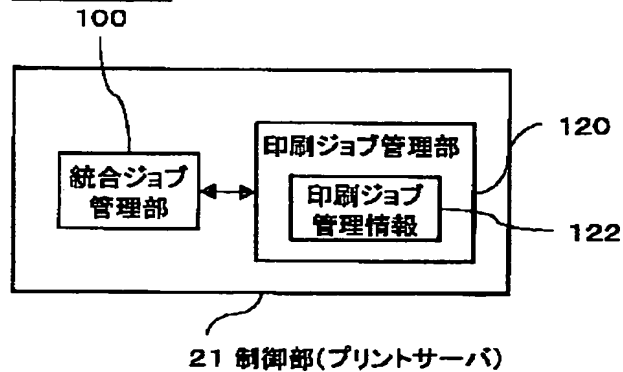 100
統合ジョブ
管理部
印刷ジョブ管理部
印刷ジョブ
管理情報
120
122
21 制御部(プリントサーバ)